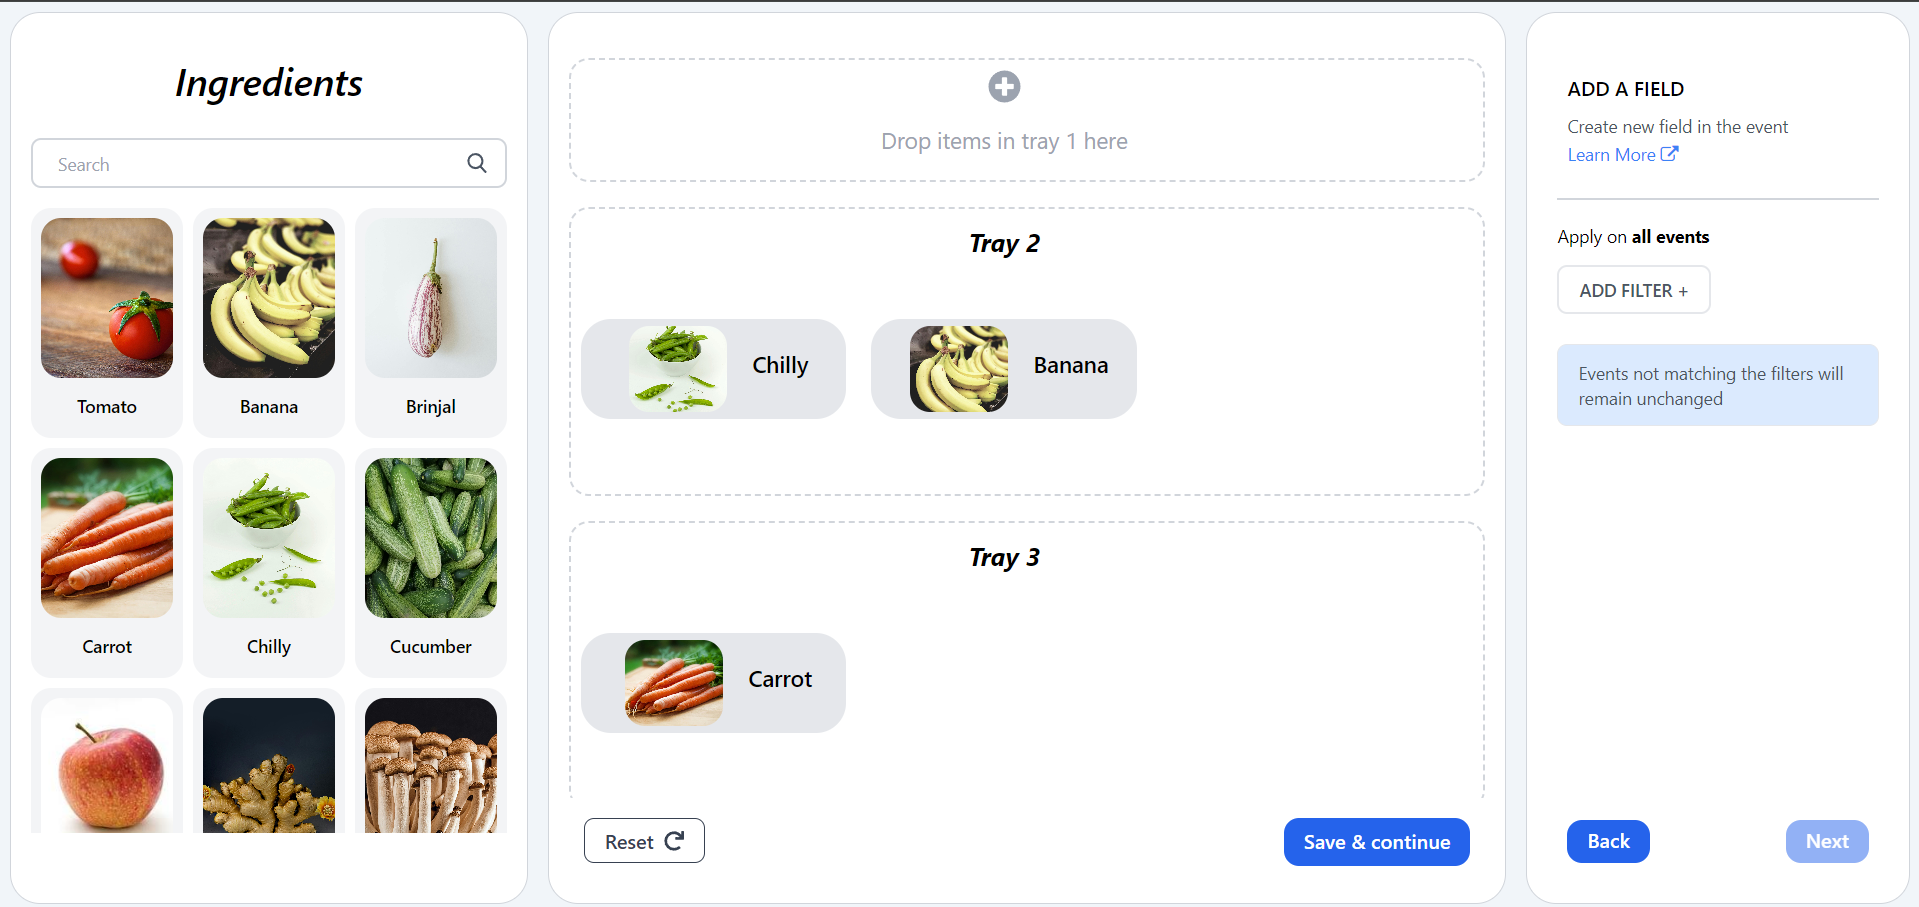 Ingredients
Search
Tomato
Banana
Brinjal
Carrot
Chilly
Cucumber
Drop items in tray 1 here
Tray 2
Chilly
Banana
Tray 3
Carrot
Reset
Save & continue
ADD A FIELD
Create new field in the event
Learn More
Apply on all events
ADD FILTER +
Events not matching the filters will
remain unchanged
Back
Next